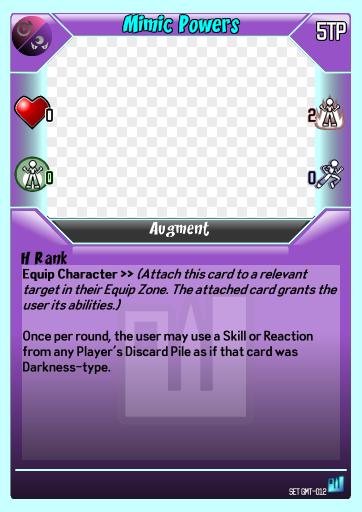 Mimic Powers
5TP
0
2
0
0
Augment
H Rank
Equip Character >> (Attach this card to a relevant
target in their Equip Zone. The attached card grants the
user its abilities.)
Once per round, the user may use a Skill or Reaction
from any Player's Discard Pile as if that card was
Darkness-type.
SET GMT-012